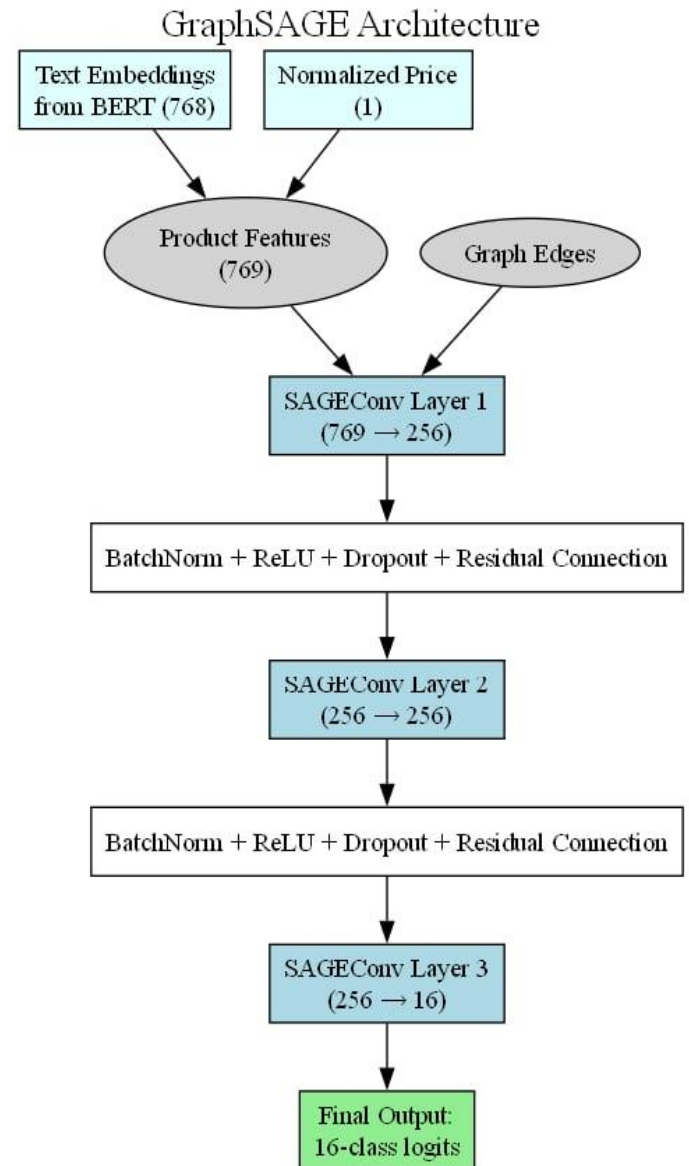 GraphSAGE Architecture
Text Embeddings
from BERT (768)
Normalized Price
(1)
Product Features
(769)
Graph Edges
SAGEConv Layer 1
(769 → 256)
BatchNorm + ReLU + Dropout + Residual Connection
SAGEConv Layer 2
(256 → 256)
BatchNorm + ReLU + Dropout + Residual Connection
SAGEConv Layer 3
(256 → 16)
Final Output:
16-class logits